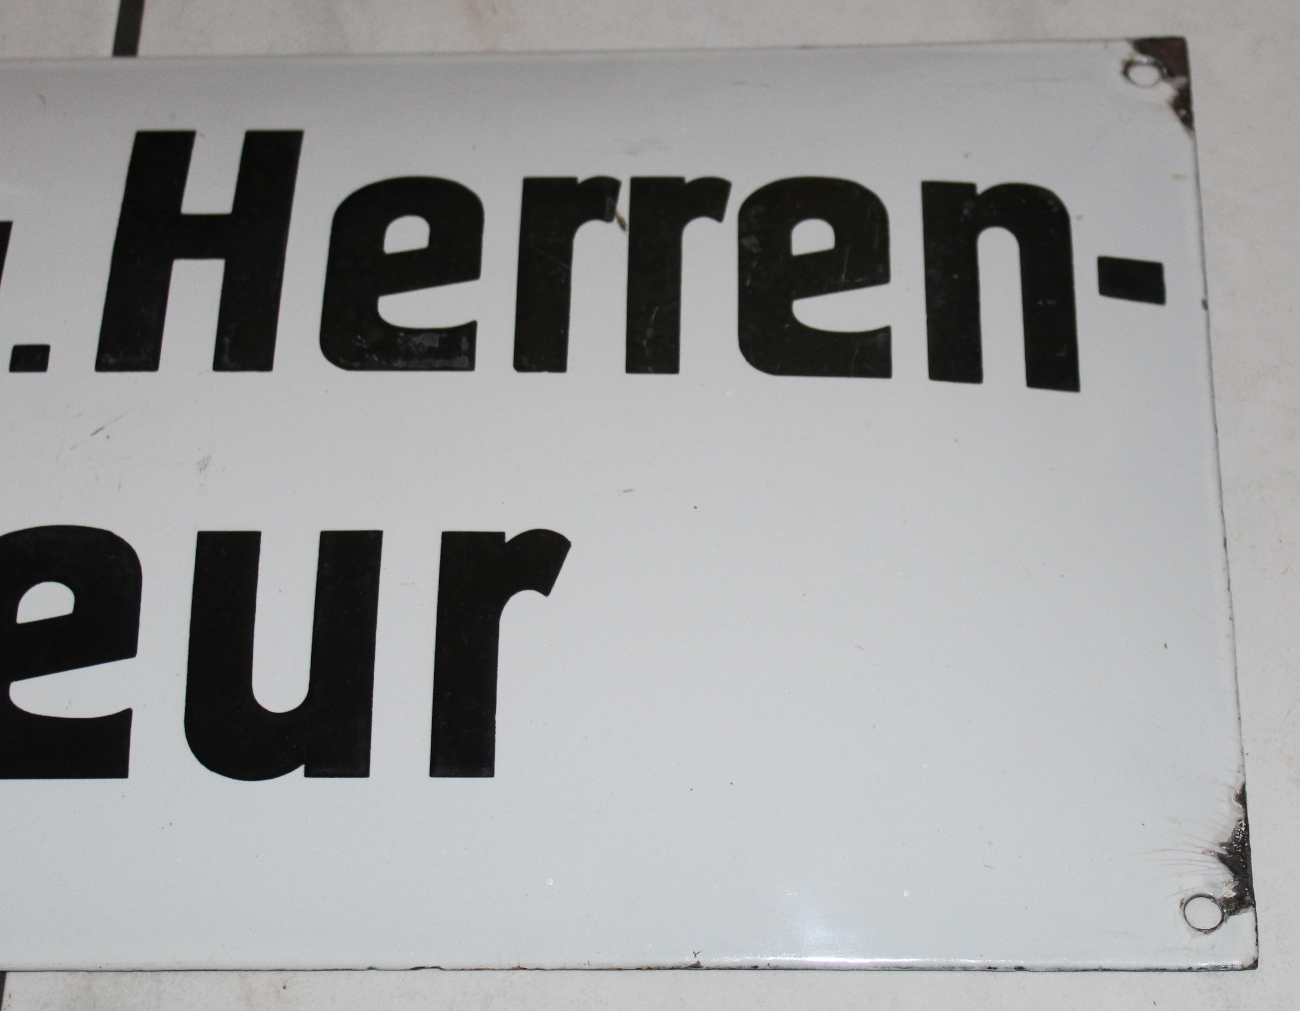 . Herren-
eur